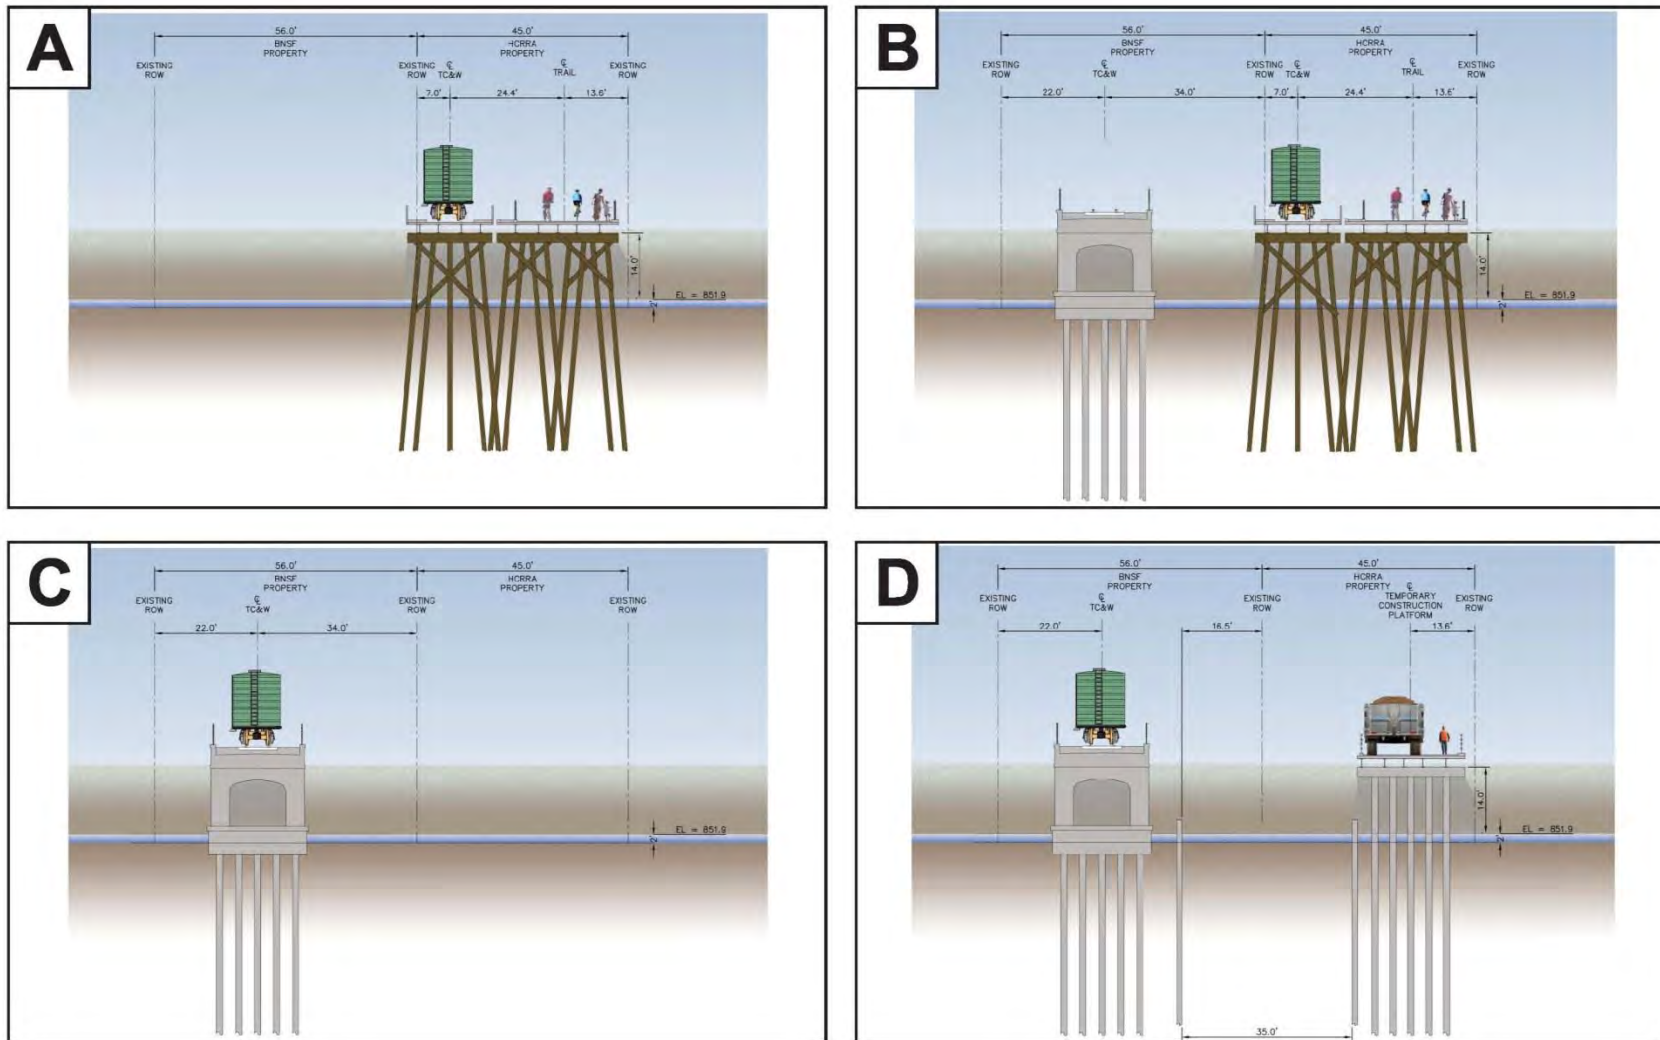 A
56.0'
45.0'
BNSF
PROPERTY
HCRRA
PROPERTY
EXISTING
ROW
EXISTING
ROW
℄
TC&W
℄
TRAIL
EXISTING
ROW
7.0'
24.4'
13.6'
14.0'
EL = 851.9
2'
B
56.0'
45.0'
BNSF
PROPERTY
HCRRA
PROPERTY
EXISTING
ROW
℄
TC&W
EXISTING
ROW
℄
TC&W
℄
TRAIL
EXISTING
ROW
22.0'
34.0'
7.0'
24.4'
13.6'
14.0'
EL = 851.9
2'
C
56.0'
45.0'
BNSF
PROPERTY
HCRRA
PROPERTY
EXISTING
ROW
℄
TC&W
EXISTING
ROW
EXISTING
ROW
22.0'
34.0'
EL = 851.9
2'
D
56.0'
45.0'
BNSF
PROPERTY
HCRRA
PROPERTY
EXISTING
ROW
℄
TC&W
EXISTING
ROW
℄
TEMPORARY
CONSTRUCTION
PLATFORM
EXISTING
ROW
22.0'
16.5'
13.6'
14.0'
EL = 851.9
2'
35.0'